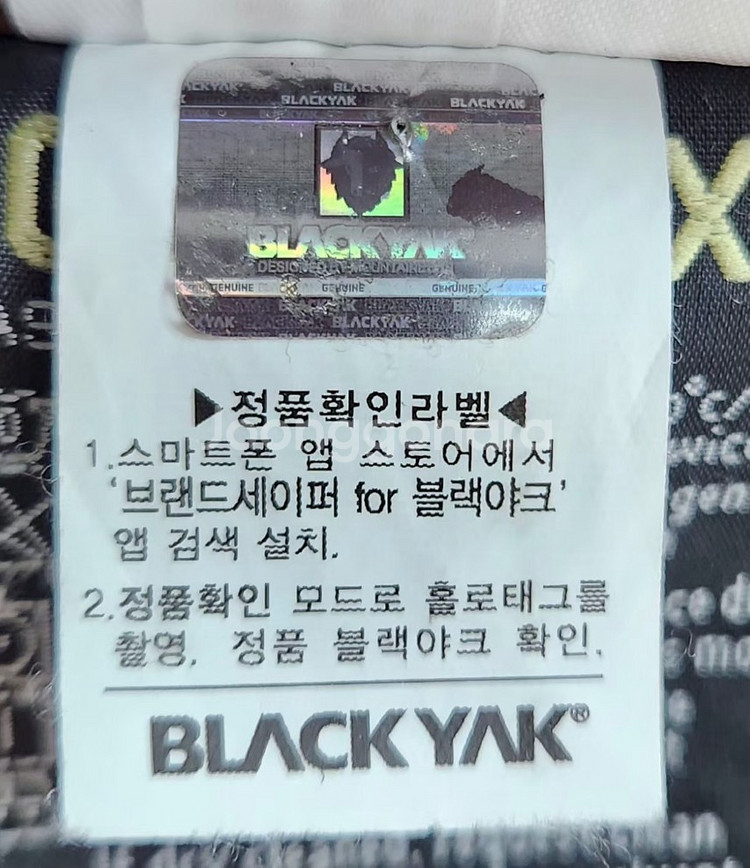 BLACKYAK
BLACKYAK BLACKYAK
BLACKYAK
GENUINE GENUINE GENUINE
BLACKYAK
▶정품확인라벨◀
1.스마트폰 앱 스토어에서
‘브랜드세이퍼 for 블랙야크’
앱 검색 설치.
2.정품확인 모드로 홀로태그를
촬영, 정품 블랙야크 확인.
BLACKYAK®
X